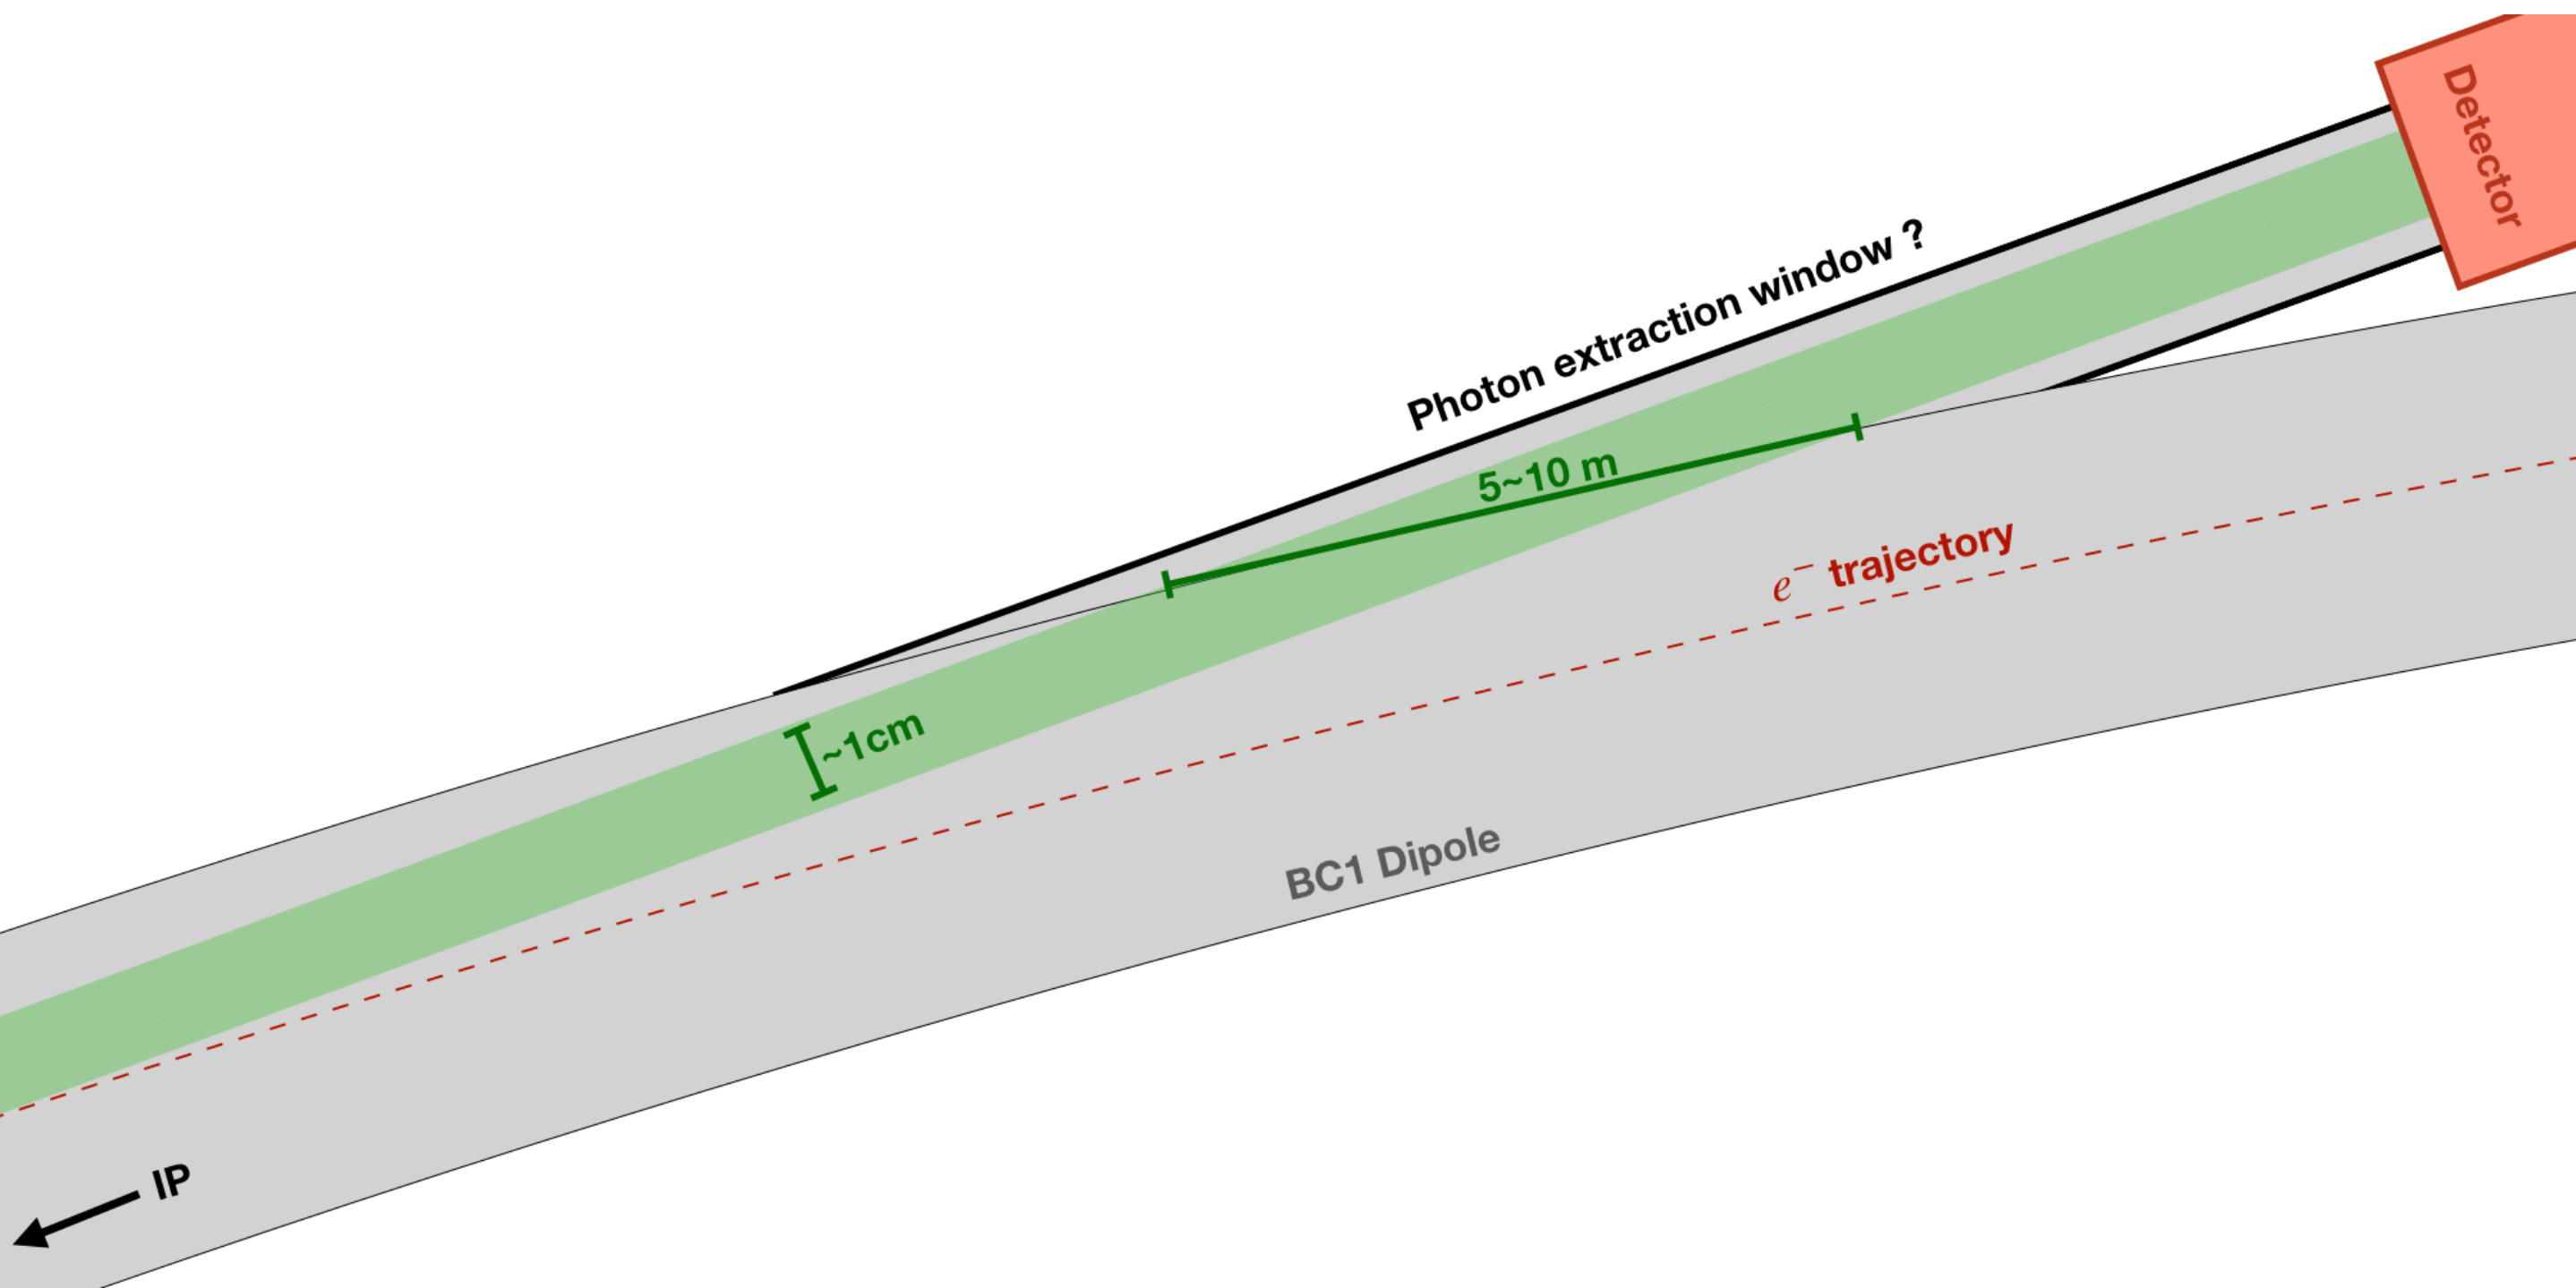 Detector
Photon extraction window ?
5~10 m
e⁻ trajectory
~1cm
BC1 Dipole
IP